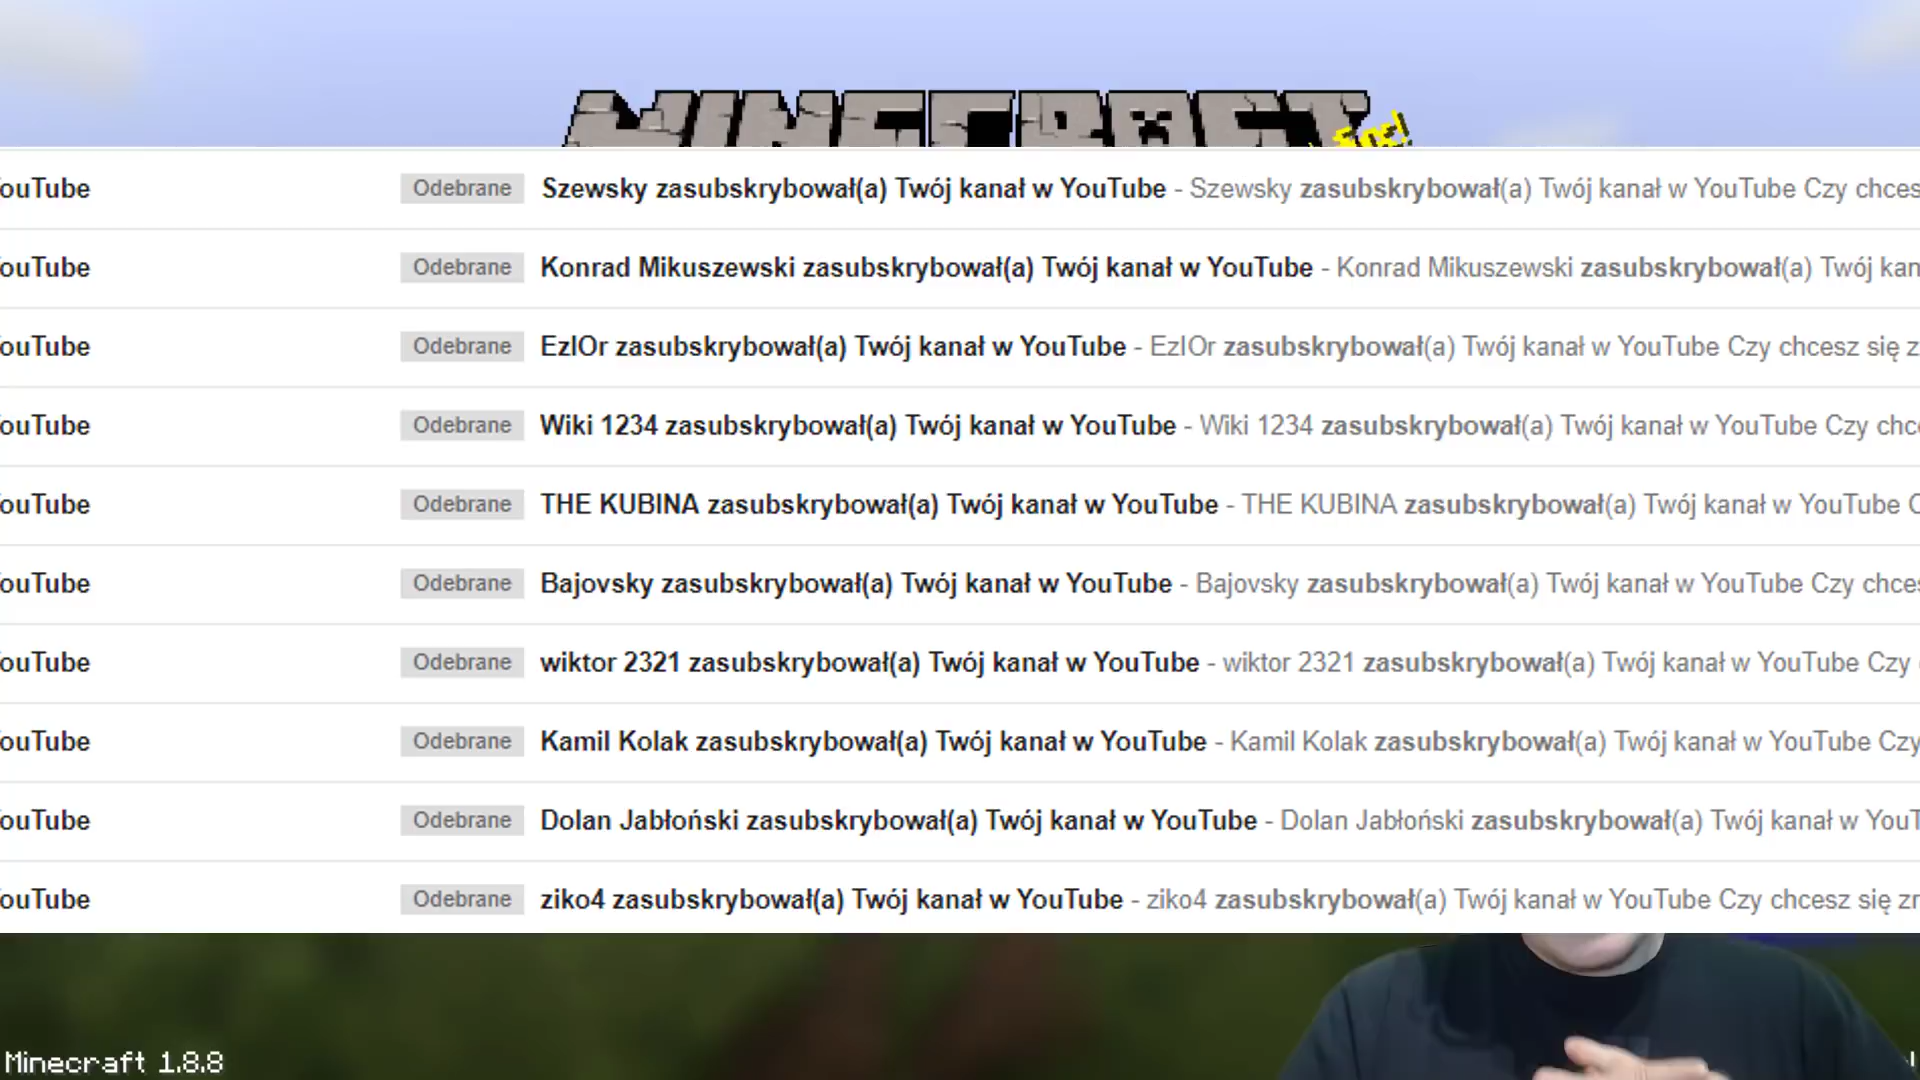 MINECRAFT
ouTube Odebrane Szewsky zasubskrybował(a) Twój kanał w YouTube - Szewsky zasubskrybował(a) Twój kanał w YouTube Czy chces
ouTube Odebrane Konrad Mikuszewski zasubskrybował(a) Twój kanał w YouTube - Konrad Mikuszewski zasubskrybował(a) Twój kan
ouTube Odebrane EzIOr zasubskrybował(a) Twój kanał w YouTube - EzIOr zasubskrybował(a) Twój kanał w YouTube Czy chcesz się z
ouTube Odebrane Wiki 1234 zasubskrybował(a) Twój kanał w YouTube - Wiki 1234 zasubskrybował(a) Twój kanał w YouTube Czy chc
ouTube Odebrane THE KUBINA zasubskrybował(a) Twój kanał w YouTube - THE KUBINA zasubskrybował(a) Twój kanał w YouTube C
ouTube Odebrane Bajovsky zasubskrybował(a) Twój kanał w YouTube - Bajovsky zasubskrybował(a) Twój kanał w YouTube Czy chces
ouTube Odebrane wiktor 2321 zasubskrybował(a) Twój kanał w YouTube - wiktor 2321 zasubskrybował(a) Twój kanał w YouTube Czy
ouTube Odebrane Kamil Kolak zasubskrybował(a) Twój kanał w YouTube - Kamil Kolak zasubskrybował(a) Twój kanał w YouTube Czy
ouTube Odebrane Dolan Jabłoński zasubskrybował(a) Twój kanał w YouTube - Dolan Jabłoński zasubskrybował(a) Twój kanał w YouT
ouTube Odebrane ziko4 zasubskrybował(a) Twój kanał w YouTube - ziko4 zasubskrybował(a) Twój kanał w YouTube Czy chcesz się zr
Minecraft 1.8.8